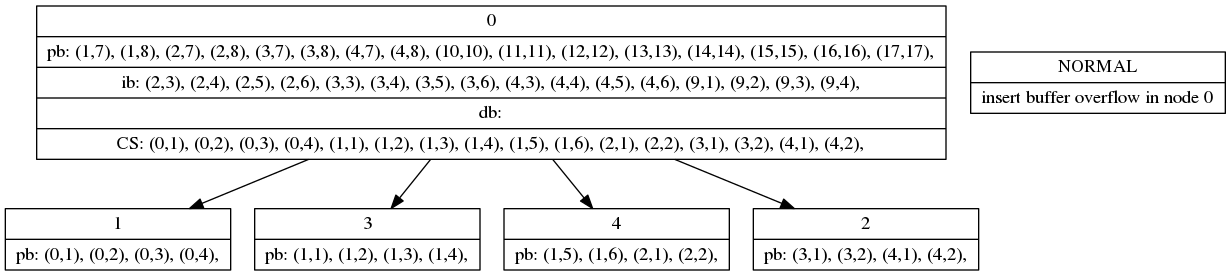 0
pb: (1,7), (1,8), (2,7), (2,8), (3,7), (3,8), (4,7), (4,8), (10,10), (11,11), (12,12), (13,13), (14,14), (15,15), (16,16), (17,17),
ib: (2,3), (2,4), (2,5), (2,6), (3,3), (3,4), (3,5), (3,6), (4,3), (4,4), (4,5), (4,6), (9,1), (9,2), (9,3), (9,4),
db:
CS: (0,1), (0,2), (0,3), (0,4), (1,1), (1,2), (1,3), (1,4), (1,5), (1,6), (2,1), (2,2), (3,1), (3,2), (4,1), (4,2),
NORMAL
insert buffer overflow in node 0
1
pb: (0,1), (0,2), (0,3), (0,4),
3
pb: (1,1), (1,2), (1,3), (1,4),
4
pb: (1,5), (1,6), (2,1), (2,2),
2
pb: (3,1), (3,2), (4,1), (4,2),